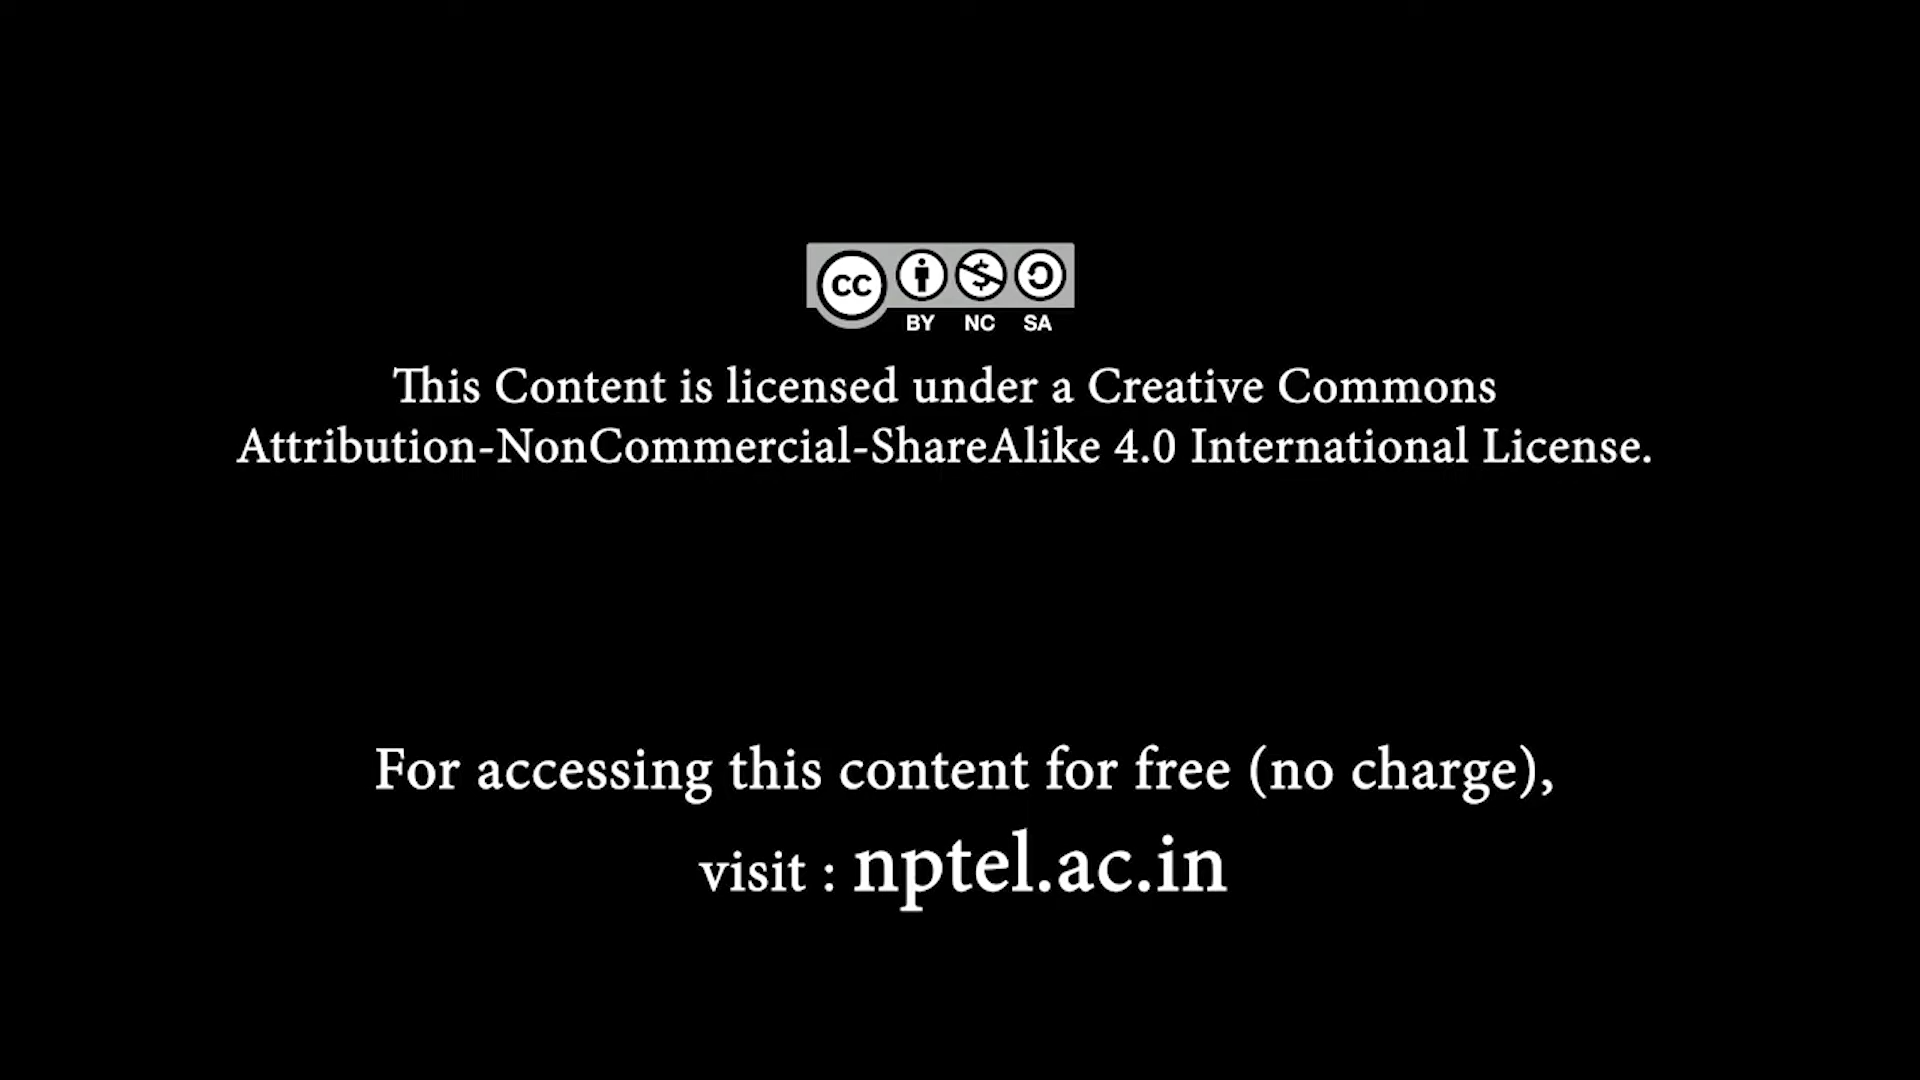 CC BY NC SA
This Content is licensed under a Creative Commons
Attribution-NonCommercial-ShareAlike 4.0 International License.
For accessing this content for free (no charge),
visit : nptel.ac.in